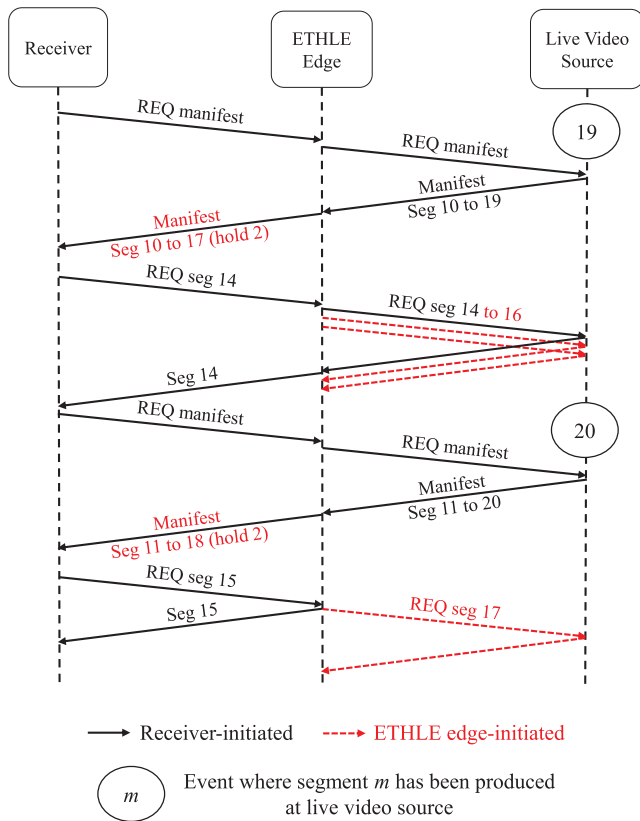 Receiver
ETHLE
Edge
Live Video
Source
REQ manifest
19
REQ manifest
Manifest
Seg 10 to 19
Manifest
Seg 10 to 17 (hold 2)
REQ seg 14
REQ seg 14 to 16
Seg 14
REQ manifest
20
REQ manifest
Manifest
Seg 11 to 20
Manifest
Seg 11 to 18 (hold 2)
REQ seg 15
Seg 15
REQ seg 17
Receiver-initiated
ETHLE edge-initiated
m
Event where segment m has been produced
at live video source